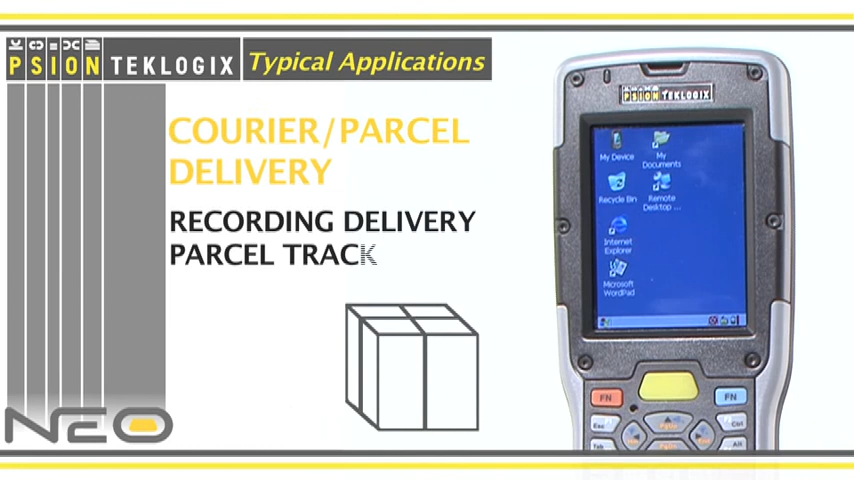 PSION TEKLOGIX Typical Applications
COURIER/PARCEL
DELIVERY
RECORDING DELIVERY
PARCEL TRACK
NEO
PSION TEKLOGIX
My Device
My Documents
Recycle Bin
Remote Desktop ...
Internet Explorer
Microsoft WordPad
FN
FN
Esc
Ctrl
Tab
Alt